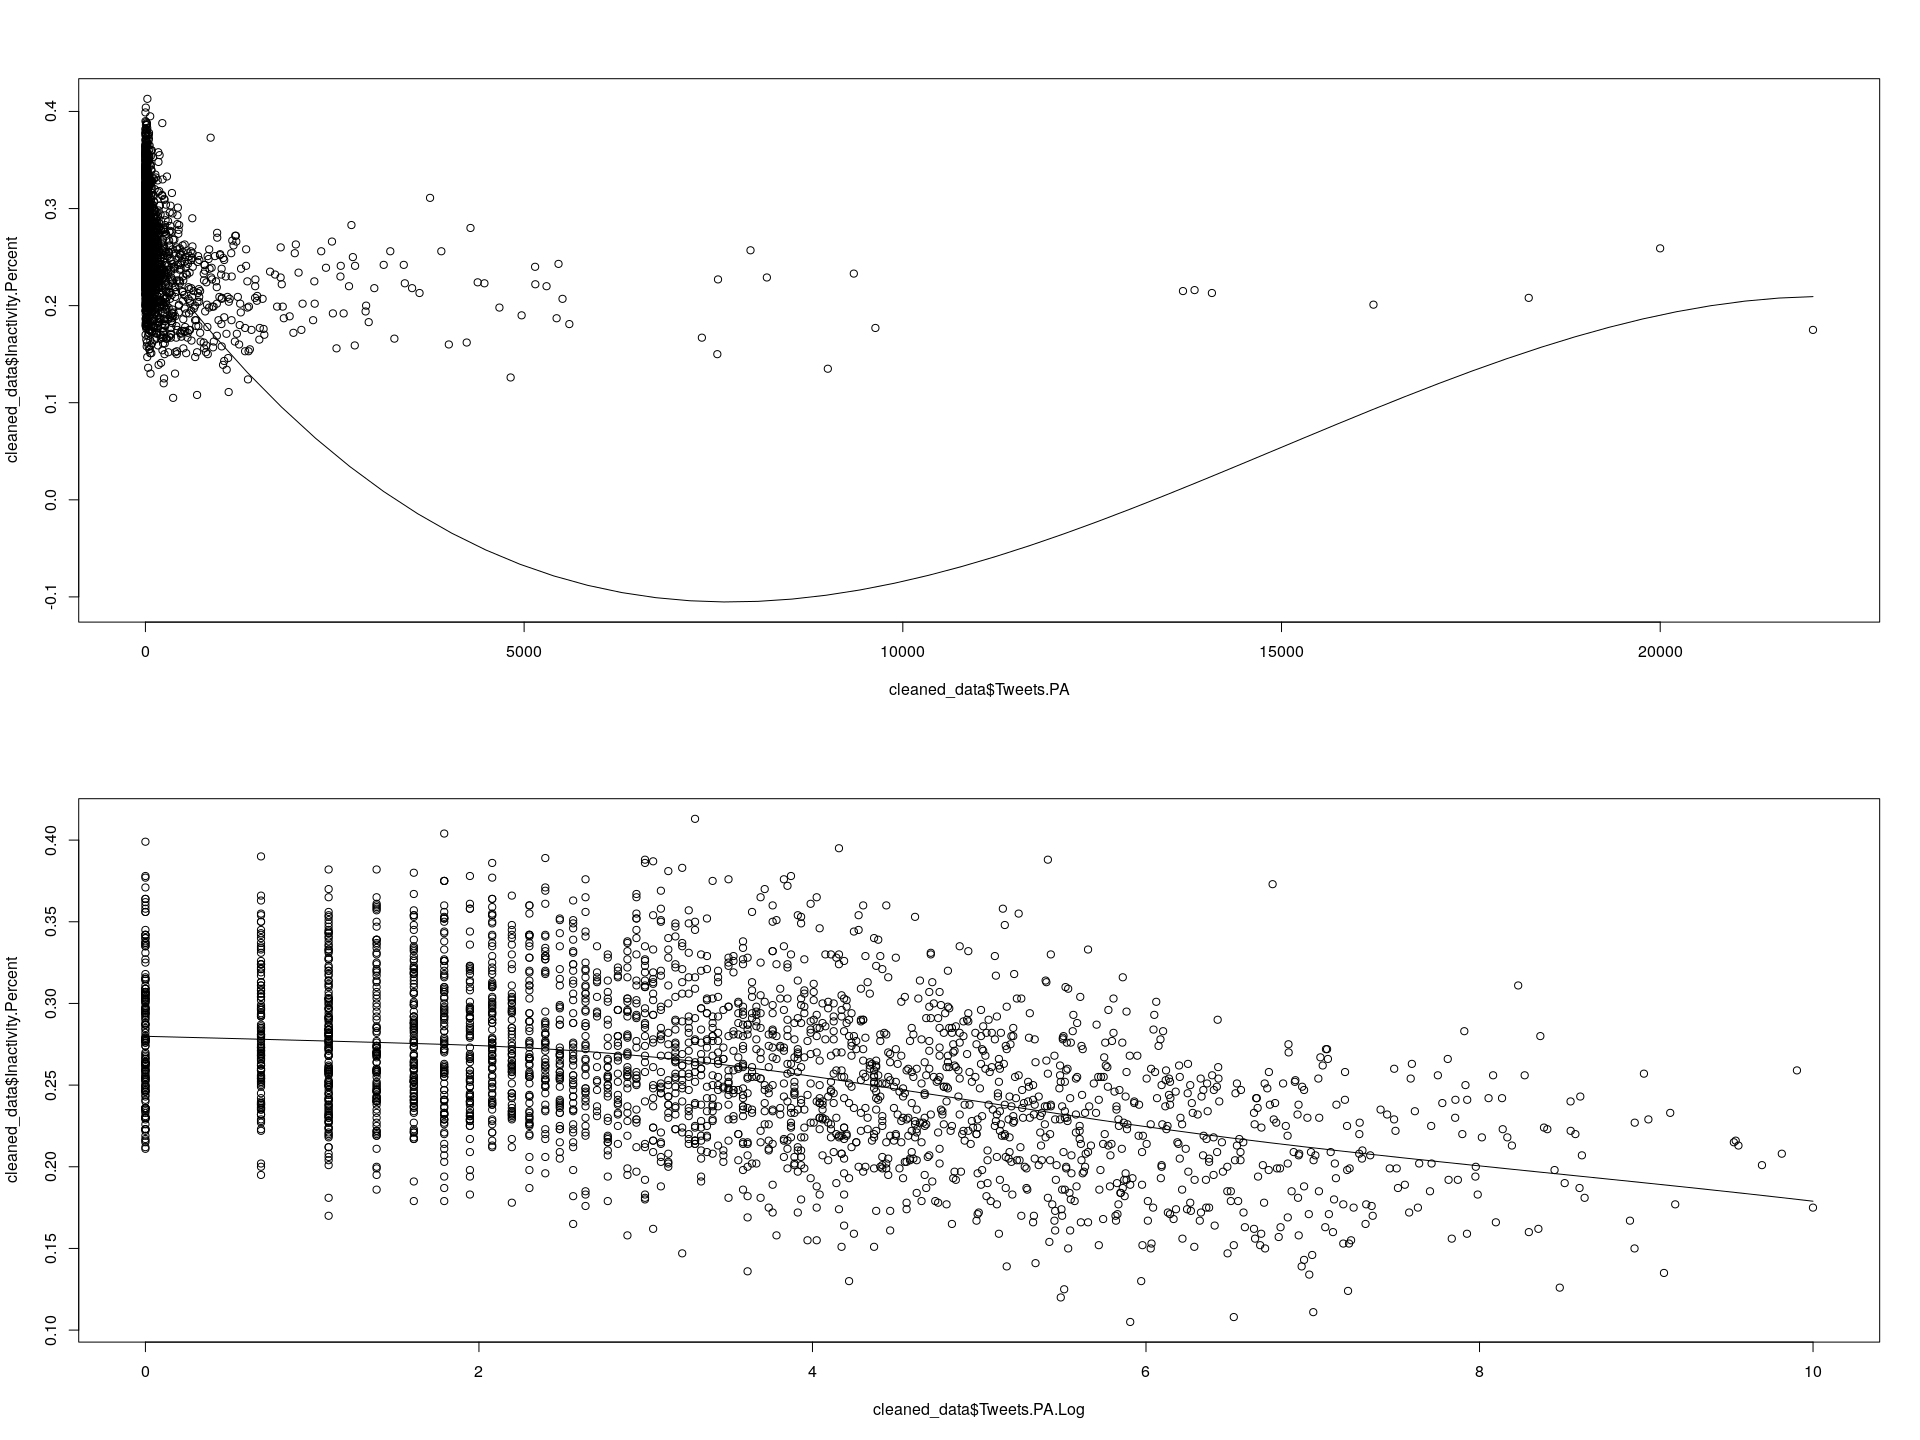 0.4
0.3
0.2
0.1
0.0
-0.1
cleaned_data$Inactivity.Percent
0 5000 10000 15000 20000
cleaned_data$Tweets.PA
0.40
0.35
0.30
0.25
0.20
0.15
0.10
cleaned_data$Inactivity.Percent
0 2 4 6 8 10
cleaned_data$Tweets.PA.Log